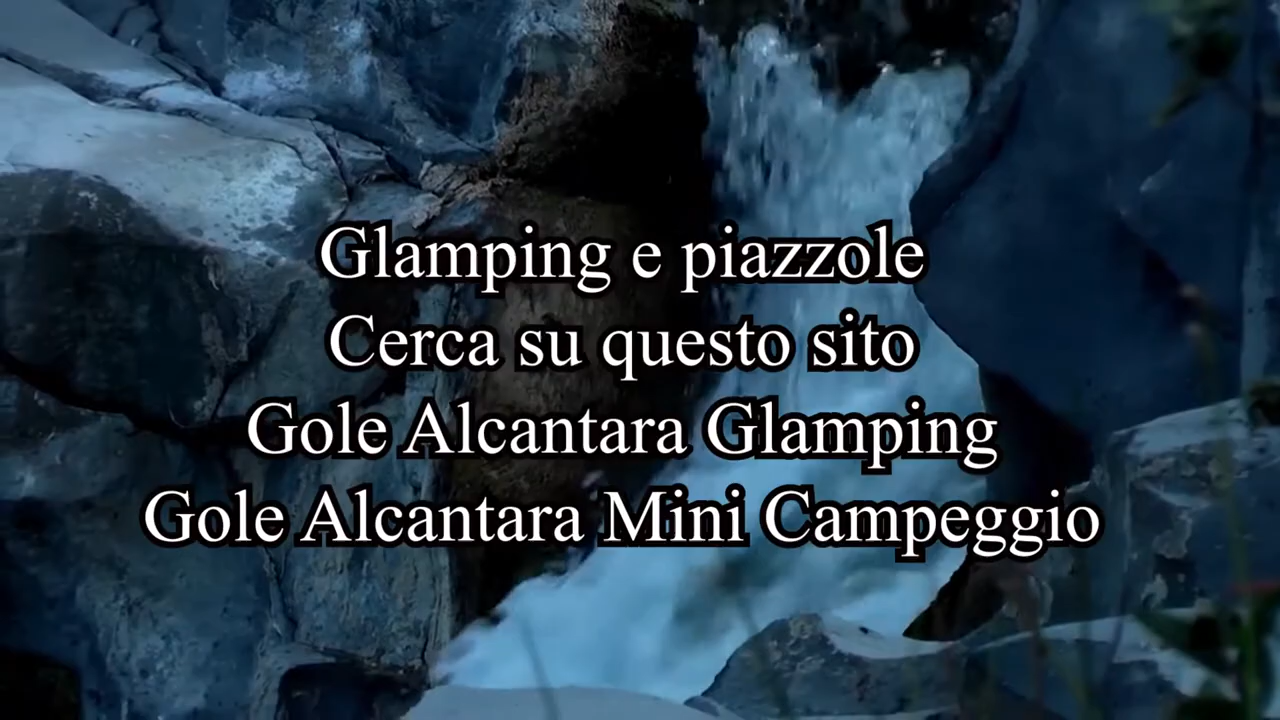 Glamping e piazzole
Cerca su questo sito
Gole Alcantara Glamping
Gole Alcantara Mini Campeggio